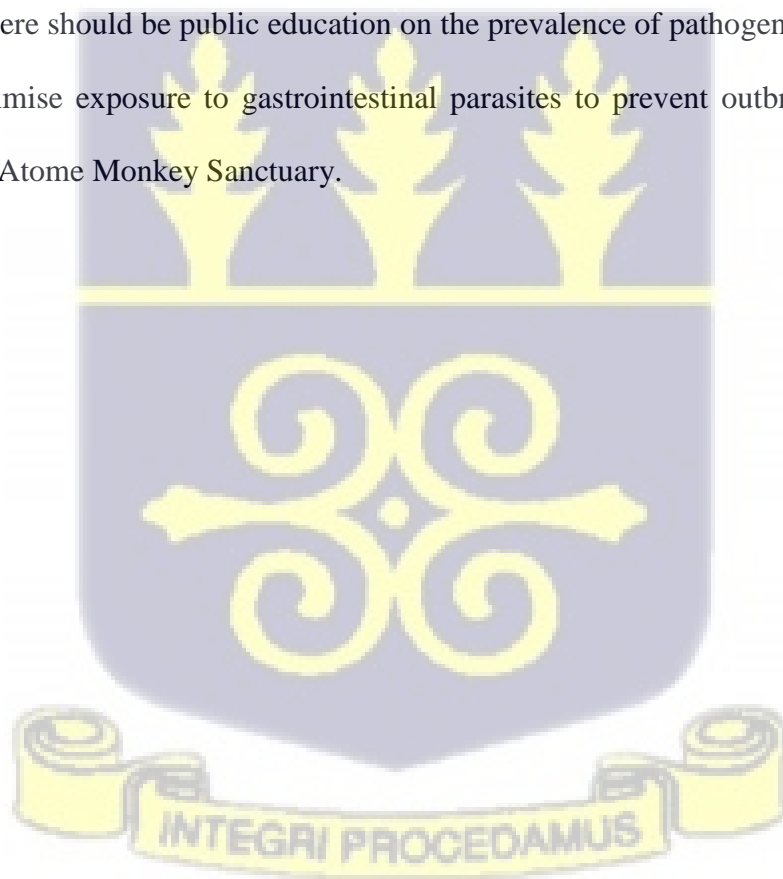 ere should be public education on the prevalence of pathogen
mise exposure to gastrointestinal parasites to prevent outbr
Atome Monkey Sanctuary.
INTEGRI PROCEDAMUS